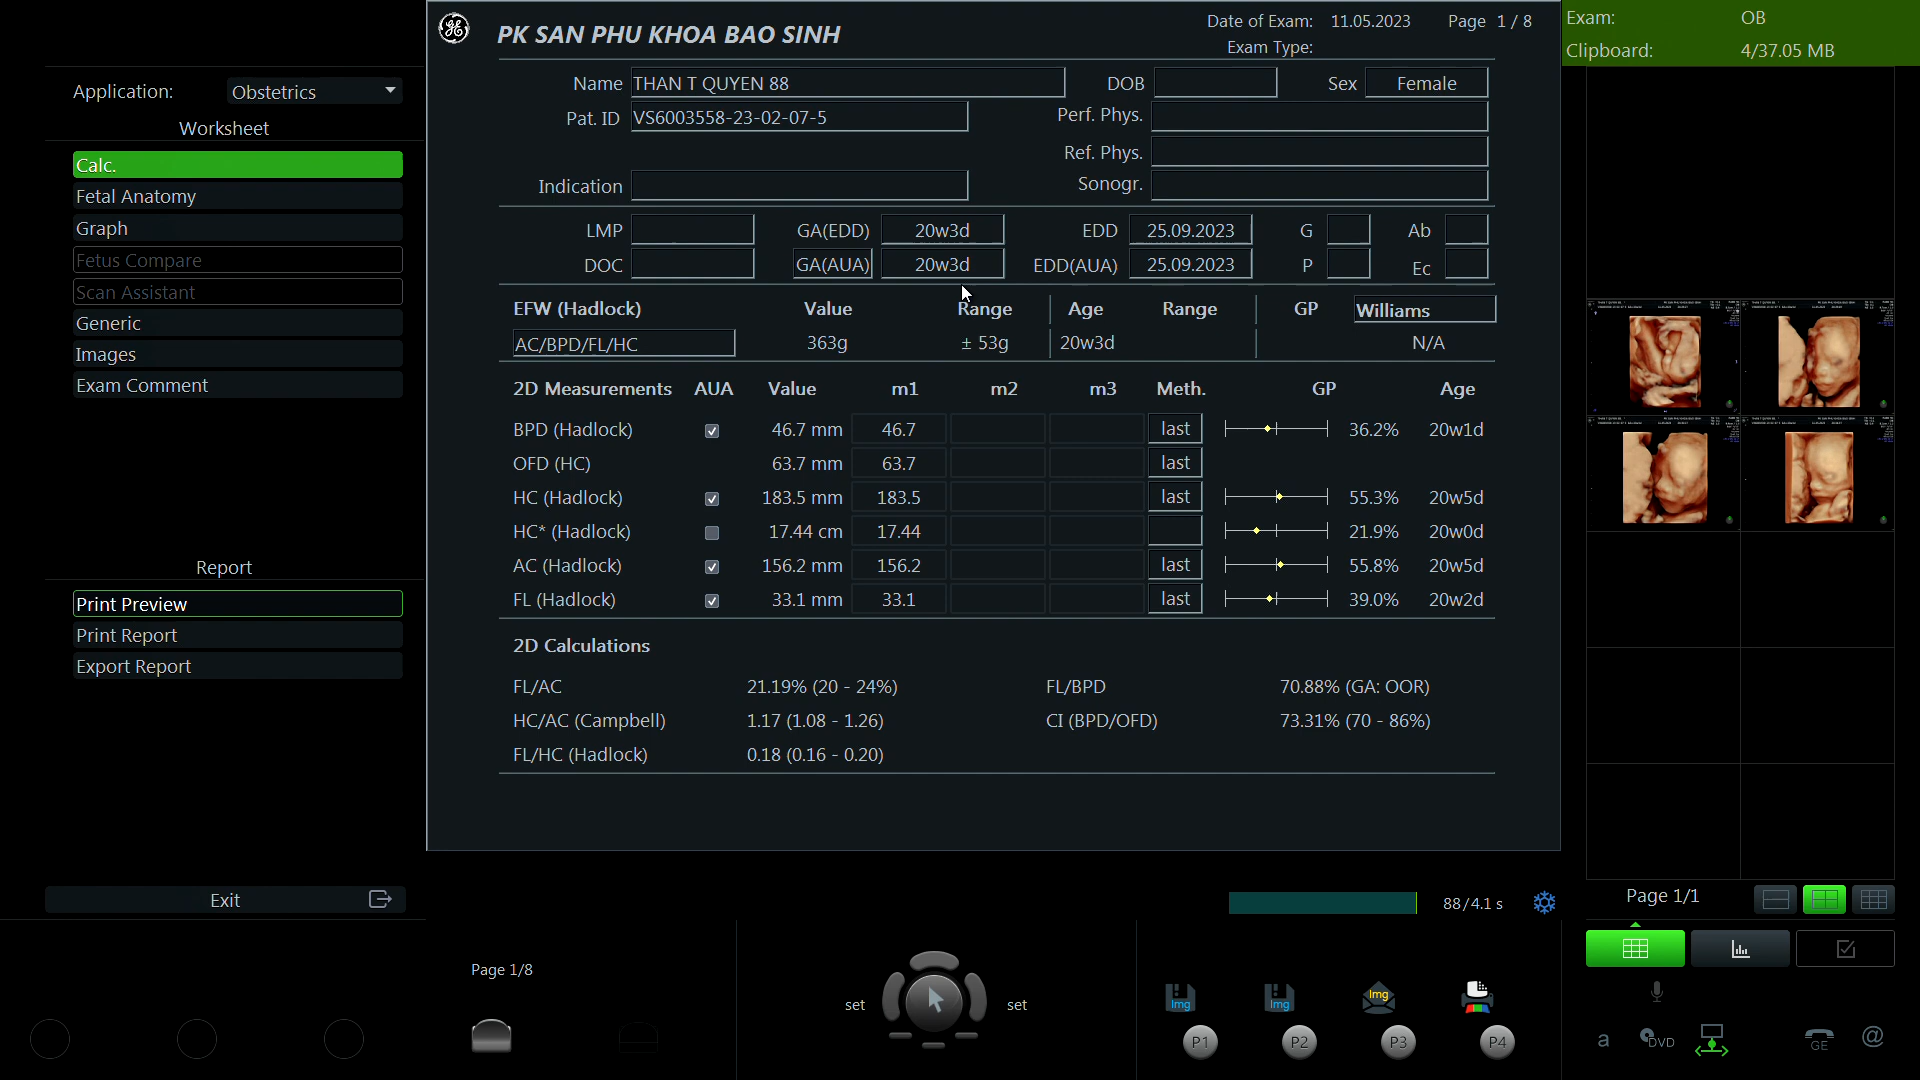 PK SAN PHU KHOA BAO SINH
Date of Exam: 11.05.2023 Page 1 / 8
Exam Type:
Exam: OB
Clipboard: 4/37.05 MB
Application: Obstetrics
Worksheet
Calc.
Fetal Anatomy
Graph
Fetus Compare
Scan Assistant
Generic
Images
Exam Comment
Report
Print Preview
Print Report
Export Report
Exit
Name THAN T QUYEN 88 DOB Sex Female
Pat. ID VS6003558-23-02-07-5 Perf. Phys.
Ref. Phys.
Indication Sonogr.
LMP GA(EDD) 20w3d EDD 25.09.2023 G Ab
DOC GA(AUA) 20w3d EDD(AUA) 25.09.2023 P Ec
EFW (Hadlock) Value Range Age Range GP Williams
AC/BPD/FL/HC 363g ± 53g 20w3d N/A
2D Measurements AUA Value m1 m2 m3 Meth. GP Age
BPD (Hadlock) 46.7 mm 46.7 last 36.2% 20w1d
OFD (HC) 63.7 mm 63.7 last
HC (Hadlock) 183.5 mm 183.5 last 55.3% 20w5d
HC* (Hadlock) 17.44 cm 17.44 21.9% 20w0d
AC (Hadlock) 156.2 mm 156.2 last 55.8% 20w5d
FL (Hadlock) 33.1 mm 33.1 last 39.0% 20w2d
2D Calculations
FL/AC 21.19% (20 - 24%) FL/BPD 70.88% (GA: OOR)
HC/AC (Campbell) 1.17 (1.08 - 1.26) CI (BPD/OFD) 73.31% (70 - 86%)
FL/HC (Hadlock) 0.18 (0.16 - 0.20)
88/4.1 s
Page 1/1
Page 1/8
set set
Img Img Img
P1 P2 P3 P4
a DVD GE @